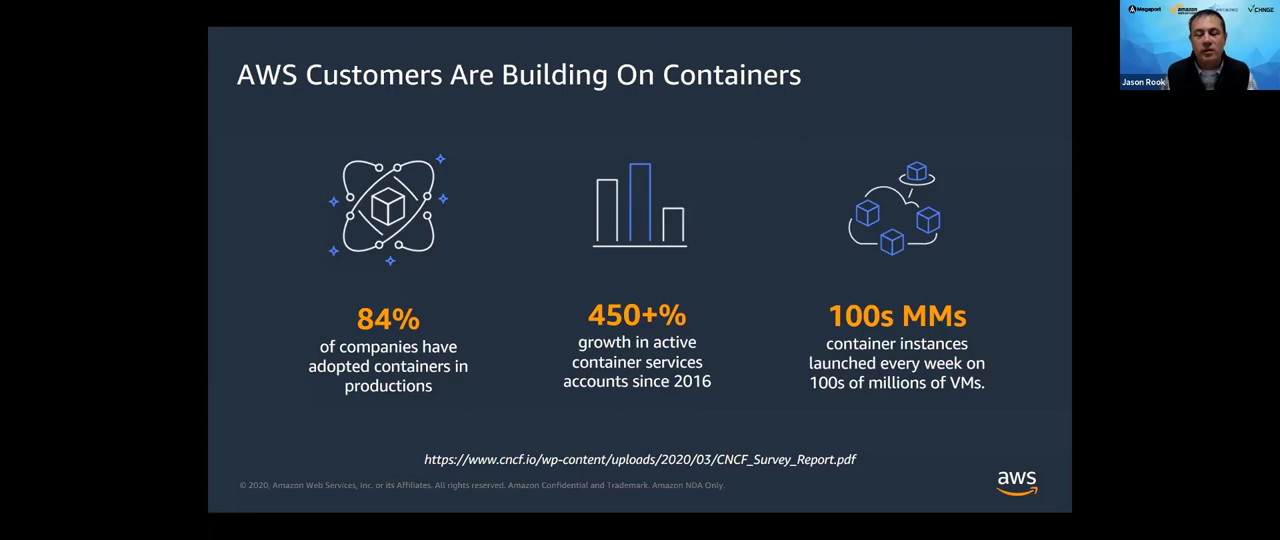 AWS Customers Are Building On Containers
84%
of companies have
adopted containers in
productions
450+%
growth in active
container services
accounts since 2016
100s MMs
container instances
launched every week on
100s of millions of VMs.
https://www.cncf.io/wp-content/uploads/2020/03/CNCF_Survey_Report.pdf
© 2020, Amazon Web Services, Inc. or its Affiliates. All rights reserved. Amazon Confidential and Trademark. Amazon NDA Only.
aws
Megaport
amazon
CHNGE
Jason Rook